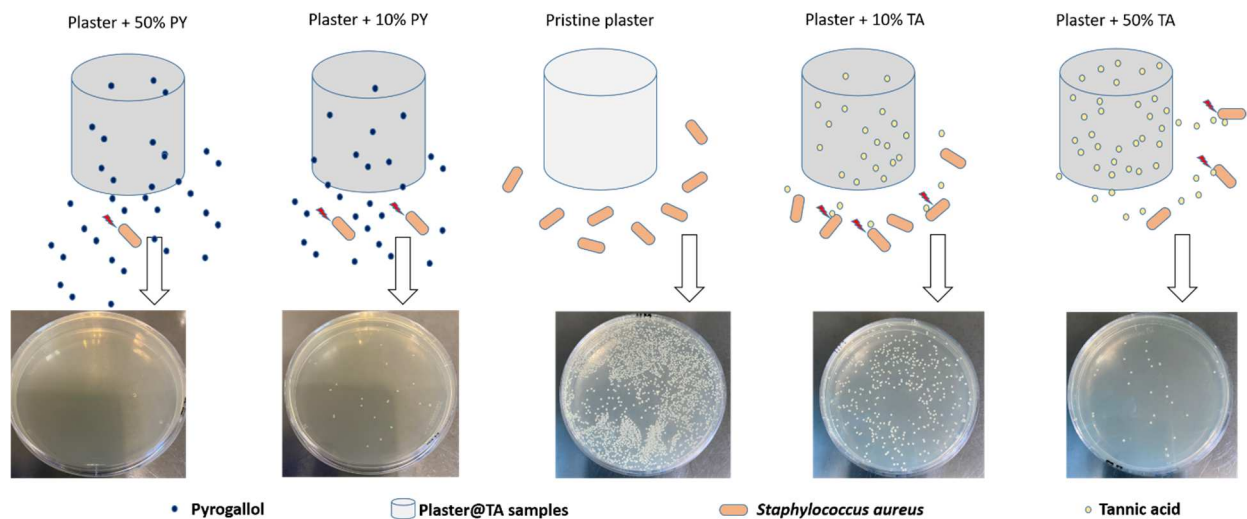 Plaster + 50% PY
Plaster + 10% PY
Pristine plaster
Plaster + 10% TA
Plaster + 50% TA
Pyrogallol
Plaster@TA samples
Staphylococcus aureus
Tannic acid